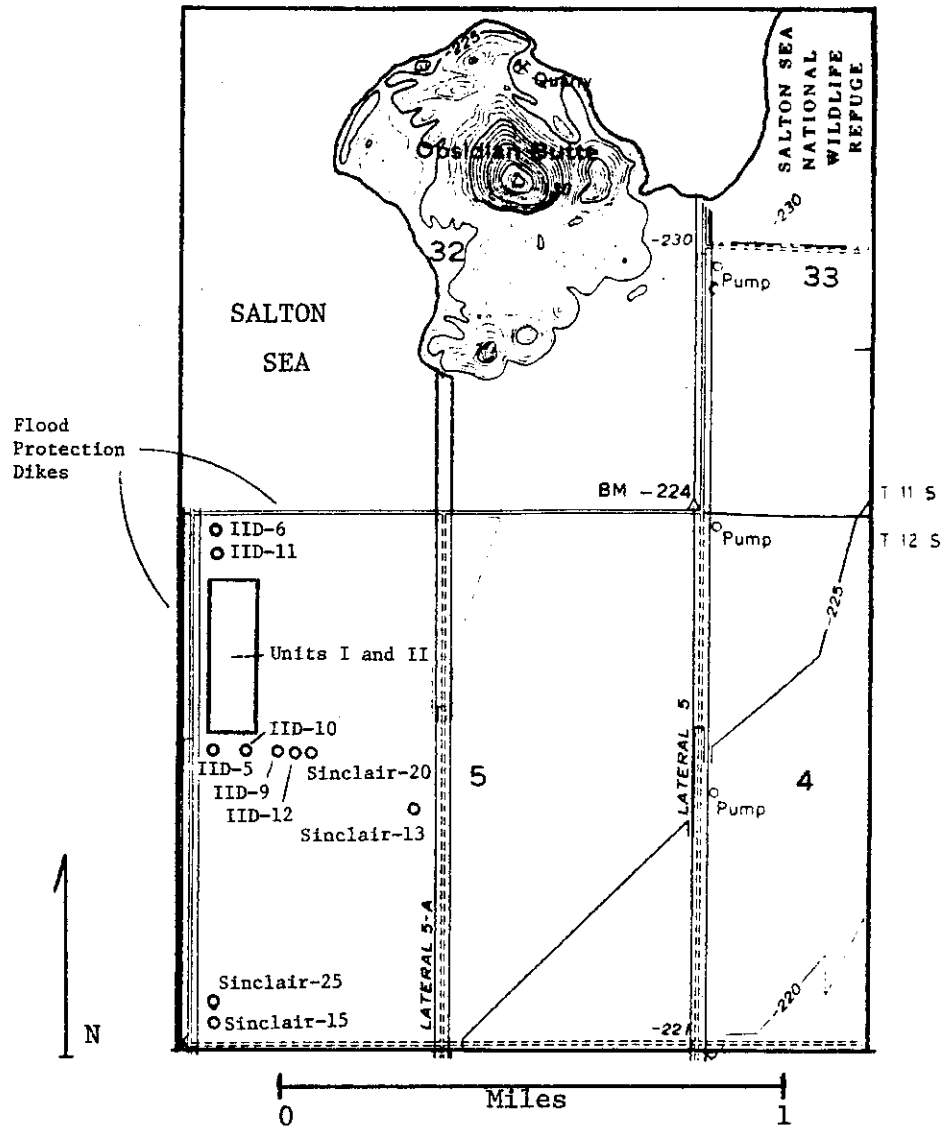 -225
Quarry
Obsidian Butte
SALTON SEA
NATIONAL
WILDLIFE
REFUGE
-230
-230
32
33
Pump
SALTON
SEA
Flood
Protection
Dikes
BM -224
T 11 S
T 12 S
IID-6
IID-11
Pump
-225
Units I and II
IID-10
IID-5
IID-9
IID-12
Sinclair-20
Sinclair-13
5
LATERAL 5
4
Pump
LATERAL 5-A
Sinclair-25
Sinclair-15
-220
-221
N
Miles
0
1